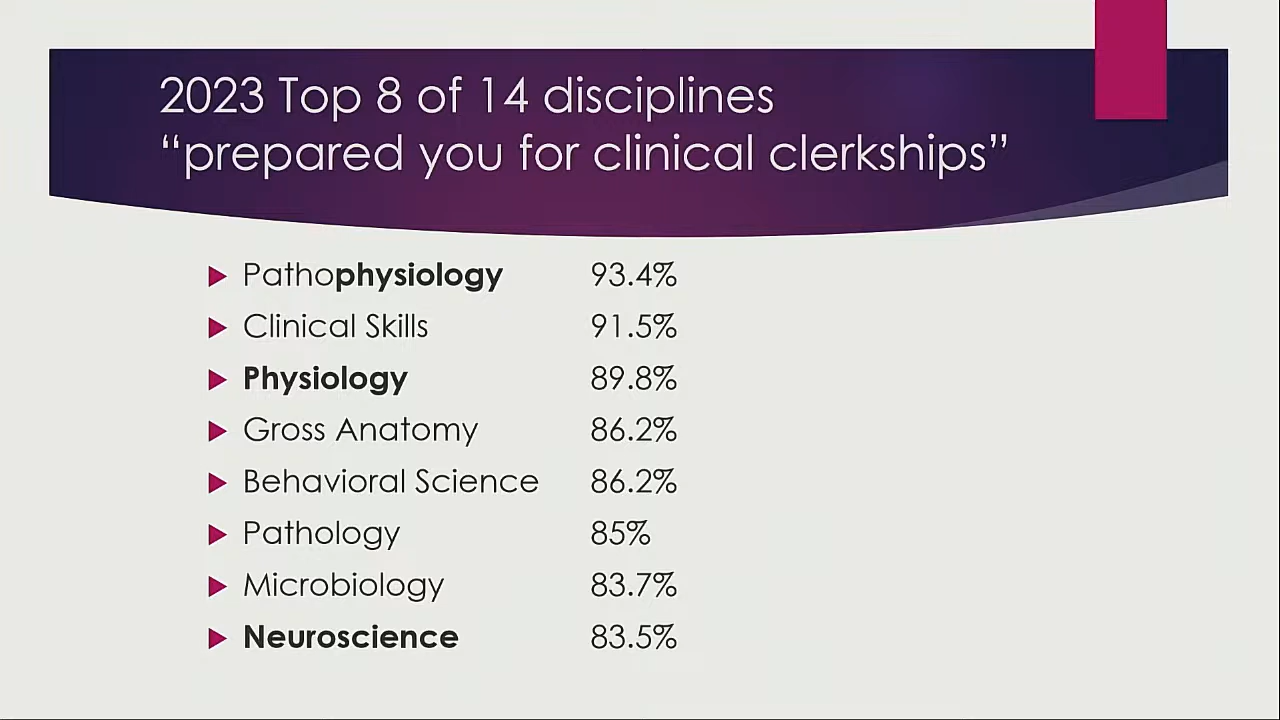 2023 Top 8 of 14 disciplines
“prepared you for clinical clerkships”
Pathophysiology 93.4%
Clinical Skills 91.5%
Physiology 89.8%
Gross Anatomy 86.2%
Behavioral Science 86.2%
Pathology 85%
Microbiology 83.7%
Neuroscience 83.5%